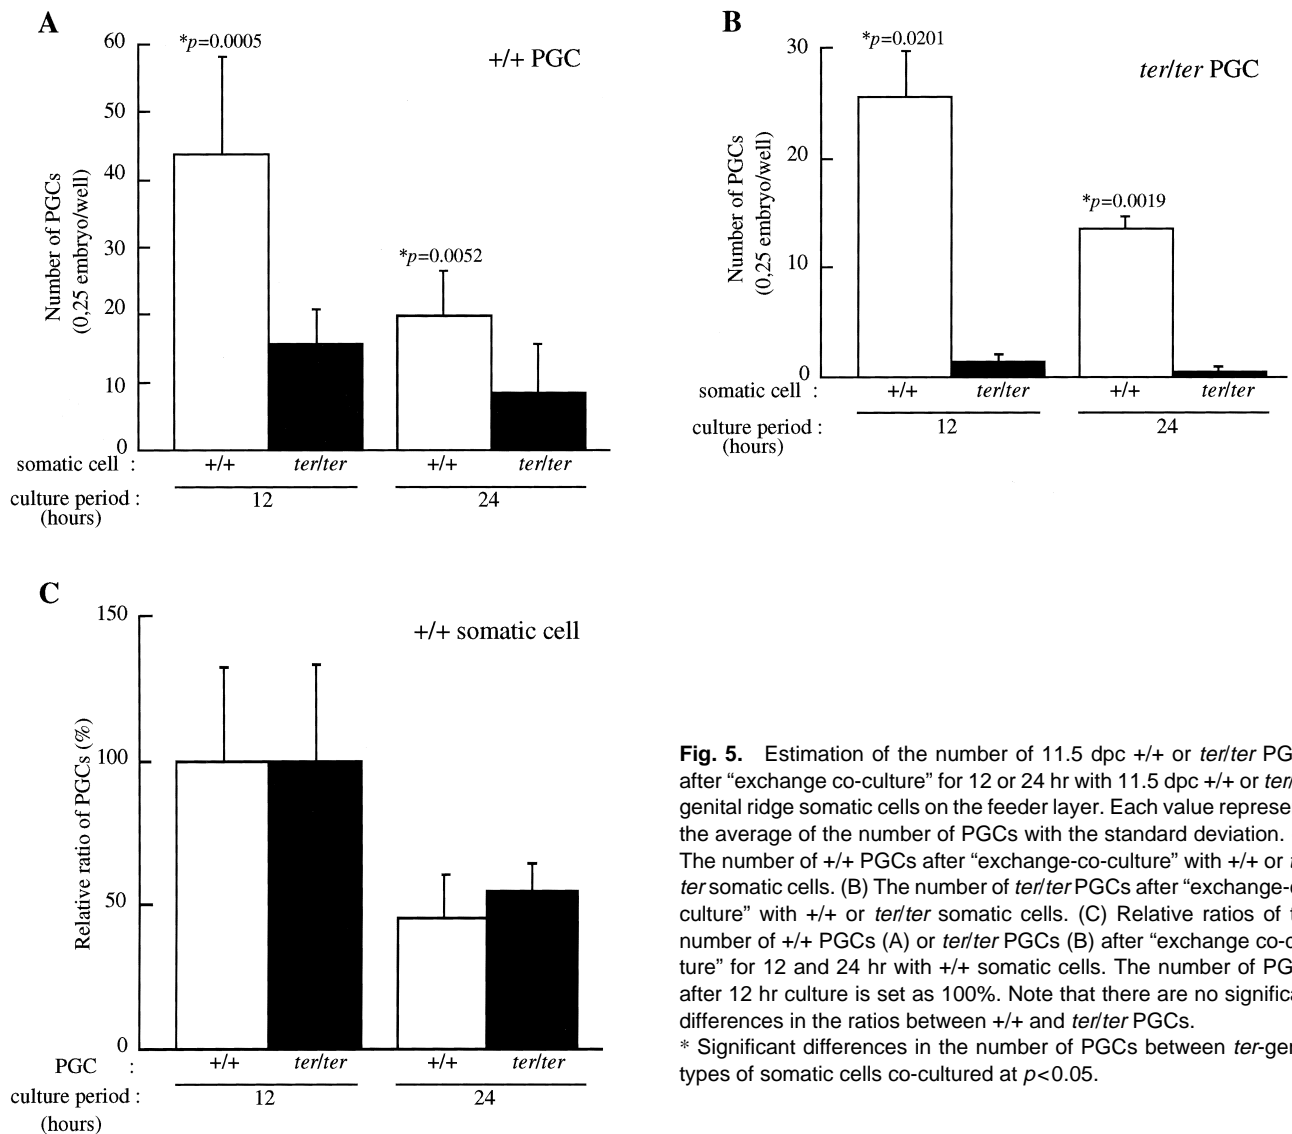 A
60
50
40
30
20
10
0
Number of PGCs
(0,25 embryo/well)
*p=0.0005
+/+ PGC
*p=0.0052
somatic cell : +/+ ter/ter +/+ ter/ter
culture period : 12 24
(hours)
B
30
20
10
0
Number of PGCs
(0,25 embryo/well)
*p=0.0201
ter/ter PGC
*p=0.0019
somatic cell : +/+ ter/ter +/+ ter/ter
culture period : 12 24
(hours)
C
150
100
50
0
Relative ratio of PGCs (%)
+/+ somatic cell
PGC : +/+ ter/ter +/+ ter/ter
culture period : 12 24
(hours)
Fig. 5. Estimation of the number of 11.5 dpc +/+ or ter/ter PG
after “exchange co-culture” for 12 or 24 hr with 11.5 dpc +/+ or ter/
genital ridge somatic cells on the feeder layer. Each value represe
the average of the number of PGCs with the standard deviation.
The number of +/+ PGCs after “exchange-co-culture” with +/+ or
ter somatic cells. (B) The number of ter/ter PGCs after “exchange-
culture” with +/+ or ter/ter somatic cells. (C) Relative ratios of
number of +/+ PGCs (A) or ter/ter PGCs (B) after “exchange co-c
ture” for 12 and 24 hr with +/+ somatic cells. The number of PG
after 12 hr culture is set as 100%. Note that there are no significa
differences in the ratios between +/+ and ter/ter PGCs.
* Significant differences in the number of PGCs between ter-ger
types of somatic cells co-cultured at p<0.05.